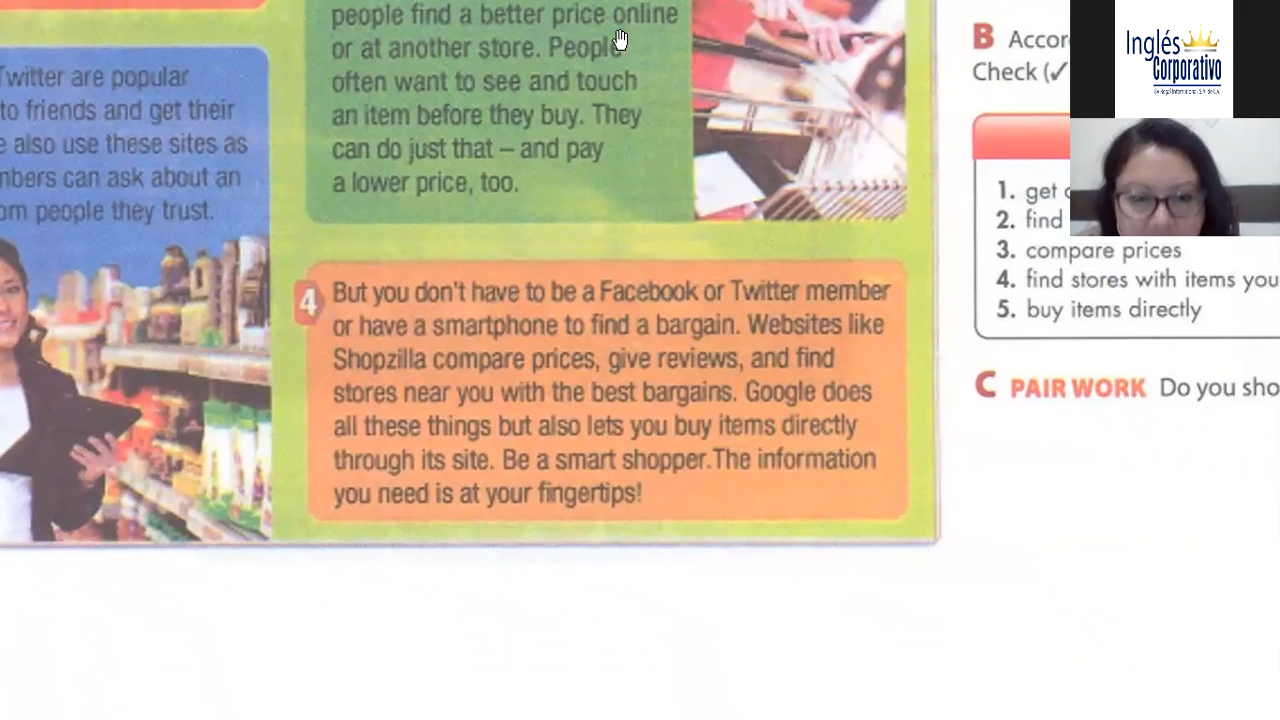 people find a better price online
or at another store. People
often want to see and touch
an item before they buy. They
can do just that – and pay
a lower price, too.
Twitter are popular
to friends and get their
e also use these sites as
nbers can ask about an
om people they trust.
4
But you don't have to be a Facebook or Twitter member
or have a smartphone to find a bargain. Websites like
Shopzilla compare prices, give reviews, and find
stores near you with the best bargains. Google does
all these things but also lets you buy items directly
through its site. Be a smart shopper.The information
you need is at your fingertips!
B Accor
Check (✓
1. get
2. find
3. compare prices
4. find stores with items you
5. buy items directly
C PAIR WORK Do you sho
Inglés
Corporativo